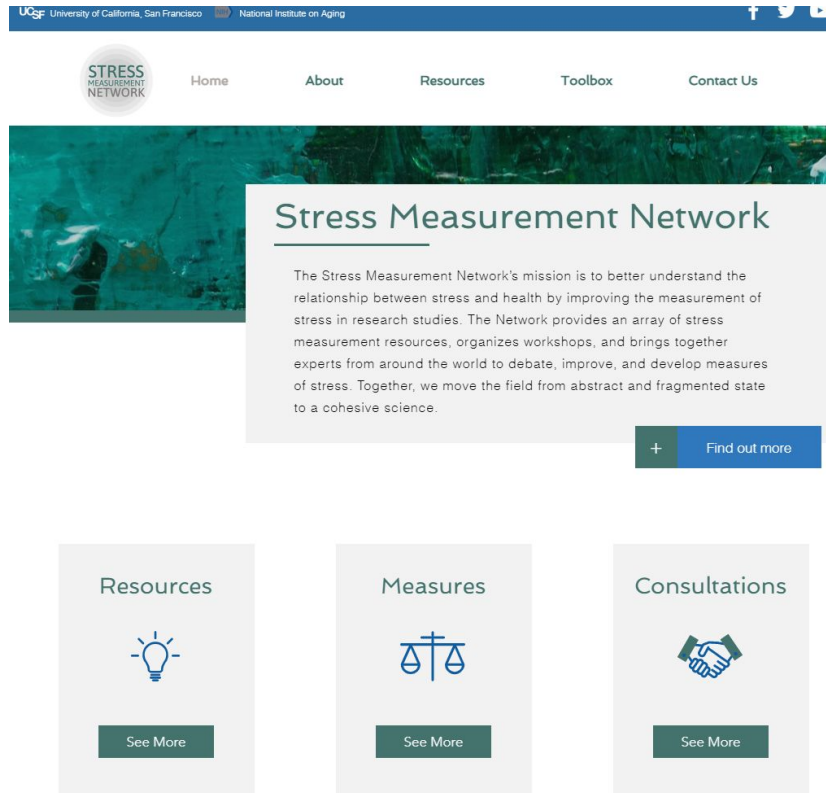 UCSF University of California, San Francisco National Institute on Aging
STRESS
MEASUREMENT
NETWORK
Home About Resources Toolbox Contact Us
Stress Measurement Network
The Stress Measurement Network's mission is to better understand the
relationship between stress and health by improving the measurement of
stress in research studies. The Network provides an array of stress
measurement resources, organizes workshops, and brings together
experts from around the world to debate, improve, and develop measures
of stress. Together, we move the field from abstract and fragmented state
to a cohesive science.
+ Find out more
Resources Measures Consultations
See More See More See More